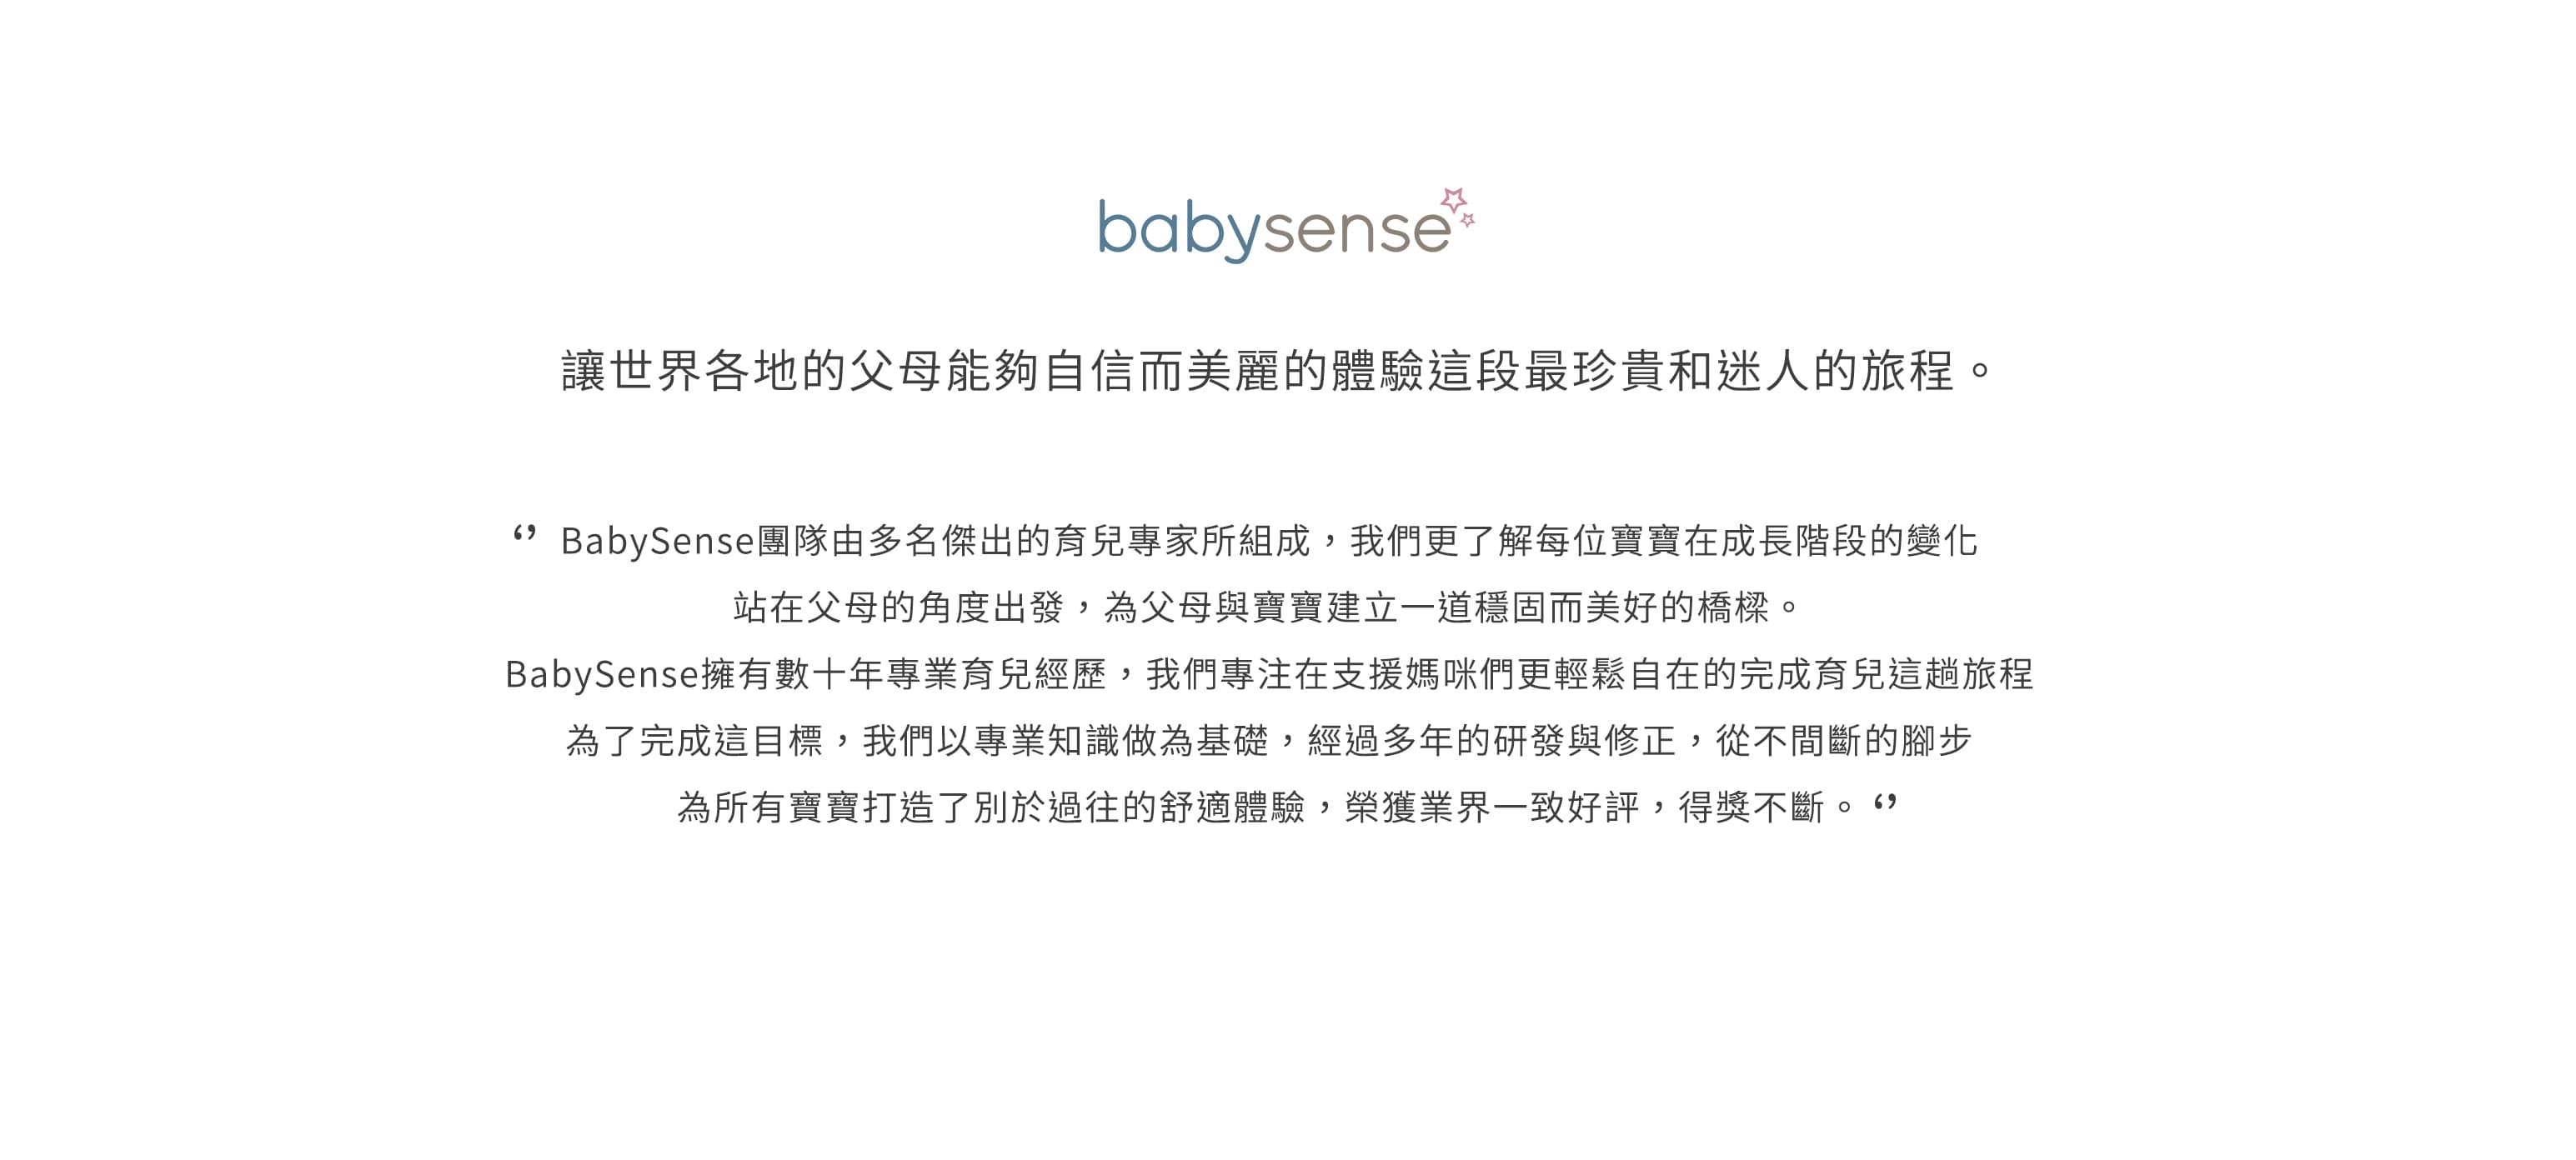 babysense
讓世界各地的父母能夠自信而美麗的體驗這段最珍貴和迷人的旅程。
‘’ BabySense團隊由多名傑出的育兒專家所組成，我們更了解每位寶寶在成長階段的變化
站在父母的角度出發，為父母與寶寶建立一道穩固而美好的橋樑。
BabySense擁有數十年專業育兒經歷，我們專注在支援媽咪們更輕鬆自在的完成育兒這趟旅程
為了完成這目標，我們以專業知識做為基礎，經過多年的研發與修正，從不間斷的腳步
為所有寶寶打造了別於過往的舒適體驗，榮獲業界一致好評，得獎不斷。‘’